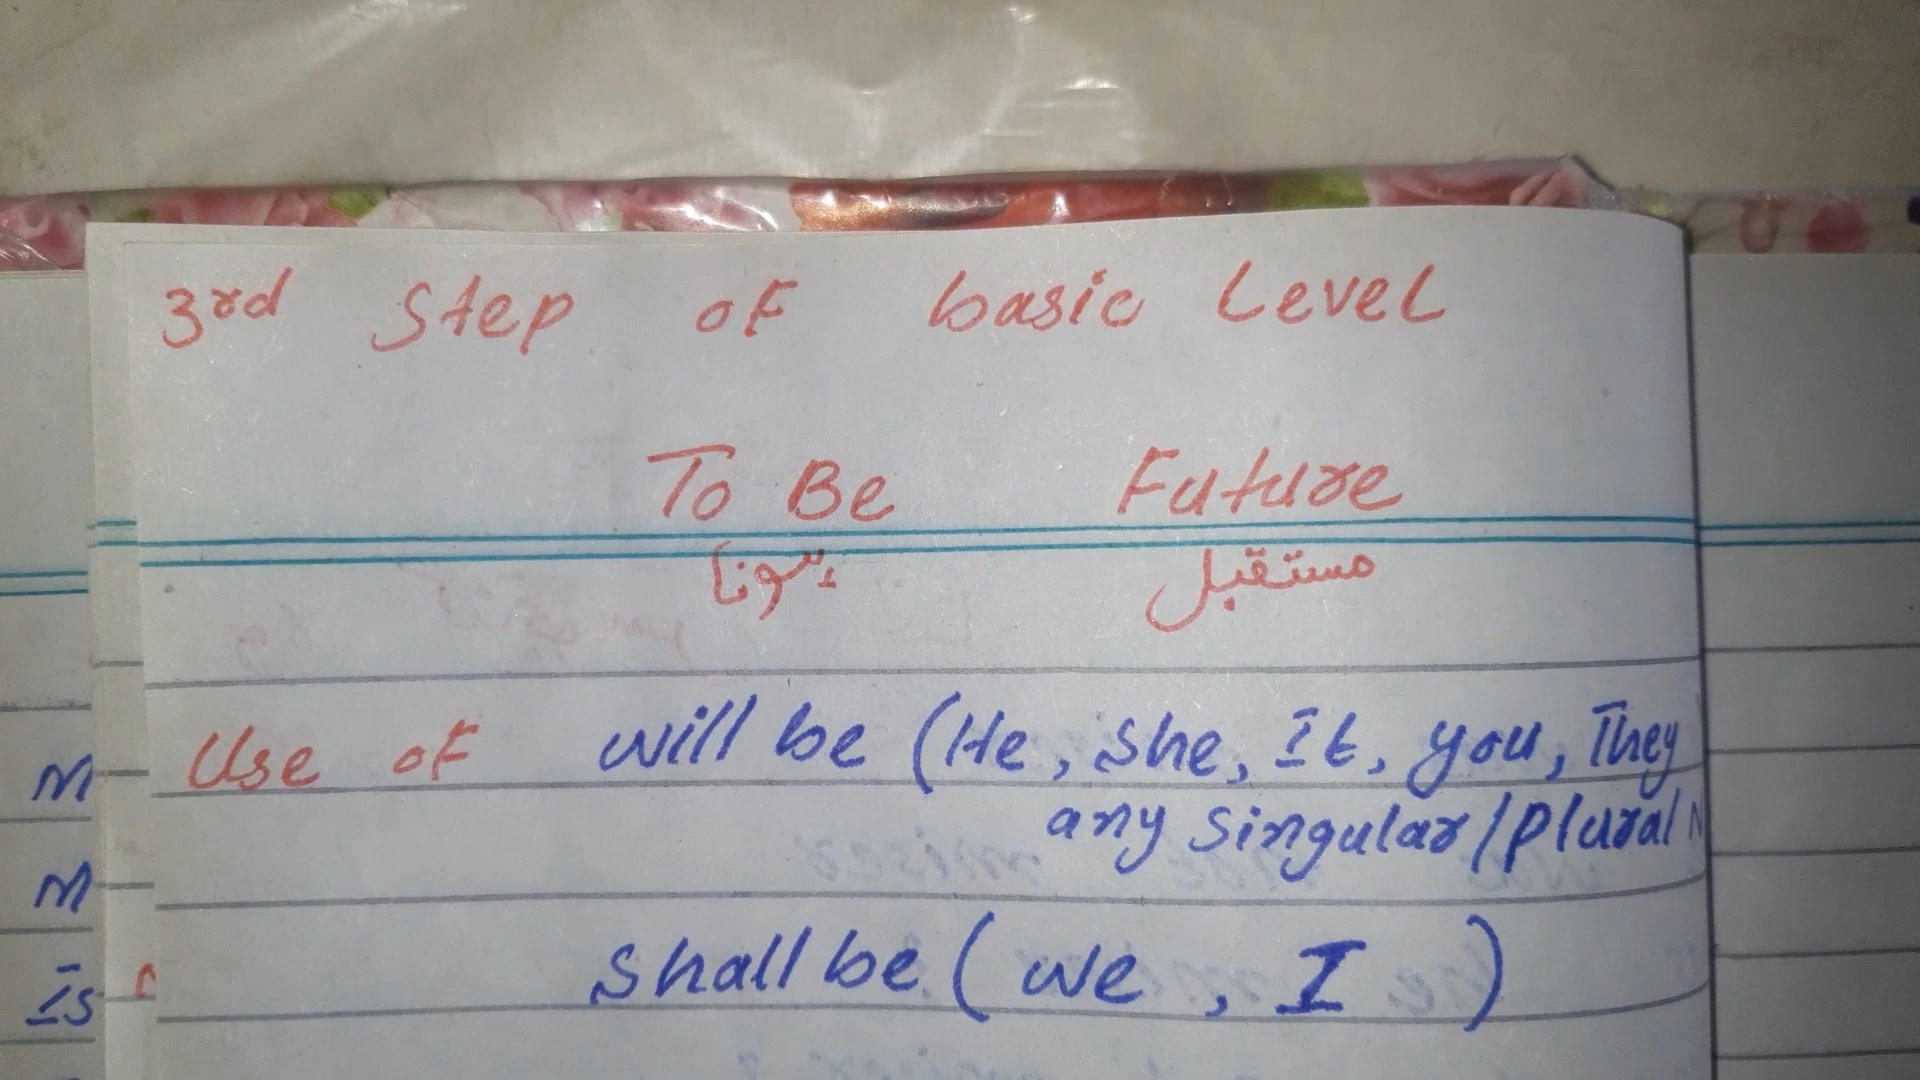 3rd Step of basic Level
To Be Future
ہونا مستقبل
Use of will be (He, She, It, you, They
any singular/plural N
shall be ( we, I )
M
M
Is